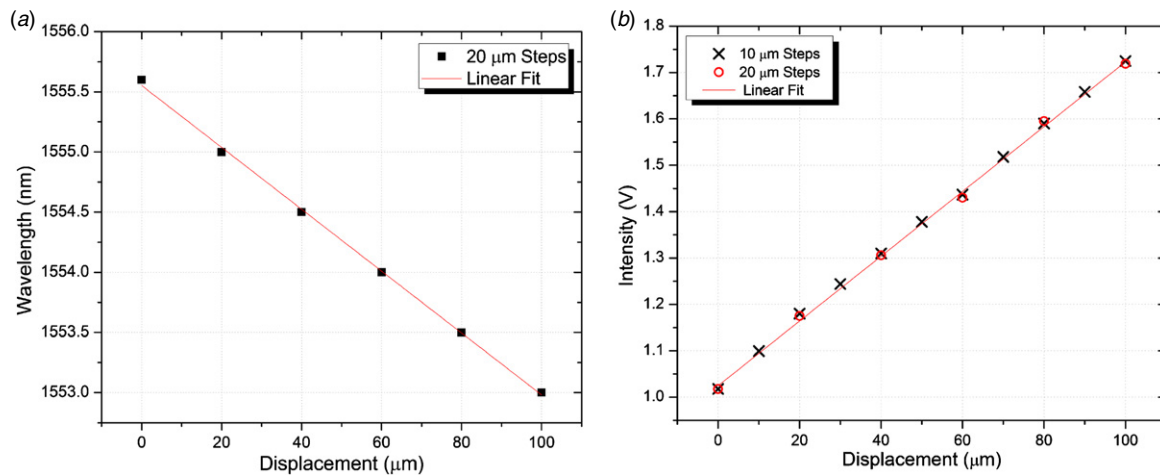 (a)
1556.0
1555.5
1555.0
1554.5
1554.0
1553.5
1553.0
Wavelength (nm)
20 μm Steps
Linear Fit
0 20 40 60 80 100
Displacement (μm)
(b)
1.8
1.7
1.6
1.5
1.4
1.3
1.2
1.1
1.0
Intensity (V)
10 μm Steps
20 μm Steps
Linear Fit
0 20 40 60 80 100
Displacement (μm)